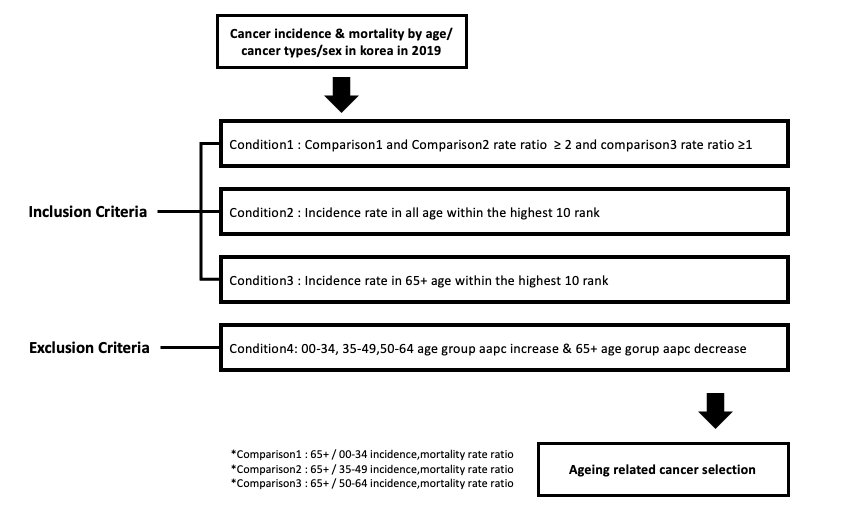 Cancer incidence & mortality by age/
cancer types/sex in korea in 2019
Condition1 : Comparison1 and Comparison2 rate ratio ≥ 2 and comparison3 rate ratio ≥1
Inclusion Criteria
Condition2 : Incidence rate in all age within the highest 10 rank
Condition3 : Incidence rate in 65+ age within the highest 10 rank
Exclusion Criteria
Condition4: 00-34, 35-49,50-64 age group aapc increase & 65+ age gorup aapc decrease
*Comparison1 : 65+ / 00-34 incidence,mortality rate ratio
*Comparison2 : 65+ / 35-49 incidence,mortality rate ratio
*Comparison3 : 65+ / 50-64 incidence,mortality rate ratio
Ageing related cancer selection